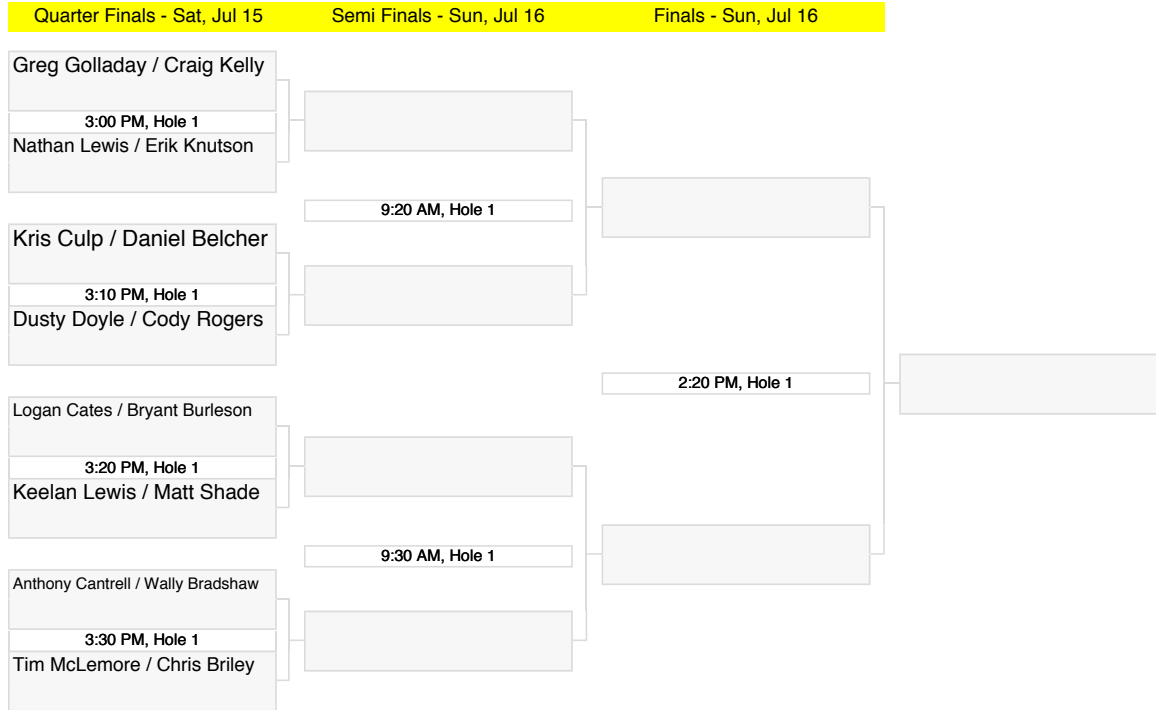 Quarter Finals - Sat, Jul 15
Semi Finals - Sun, Jul 16
Finals - Sun, Jul 16
Greg Golladay / Craig Kelly
3:00 PM, Hole 1
Nathan Lewis / Erik Knutson
9:20 AM, Hole 1
Kris Culp / Daniel Belcher
3:10 PM, Hole 1
Dusty Doyle / Cody Rogers
2:20 PM, Hole 1
Logan Cates / Bryant Burleson
3:20 PM, Hole 1
Keelan Lewis / Matt Shade
9:30 AM, Hole 1
Anthony Cantrell / Wally Bradshaw
3:30 PM, Hole 1
Tim McLemore / Chris Briley